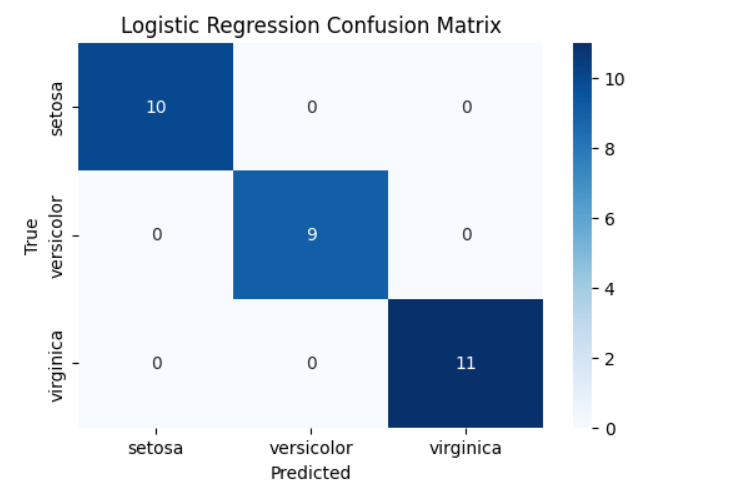 Logistic Regression Confusion Matrix
setosa
10
0
0
True
versicolor
0
9
0
virginica
0
0
11
setosa
versicolor
virginica
Predicted
10
8
6
4
2
0